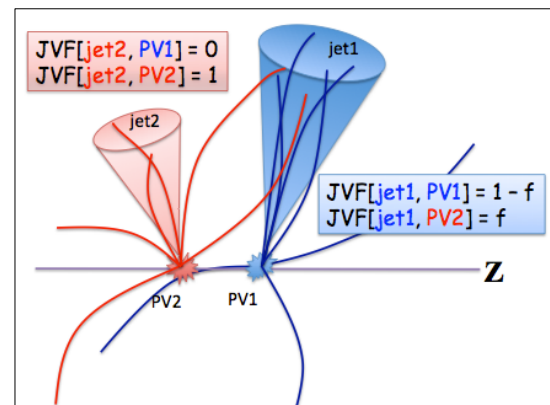 JVF[jet2, PV1] = 0
JVF[jet2, PV2] = 1
jet1
jet2
JVF[jet1, PV1] = 1 - f
JVF[jet1, PV2] = f
Z
PV2
PV1